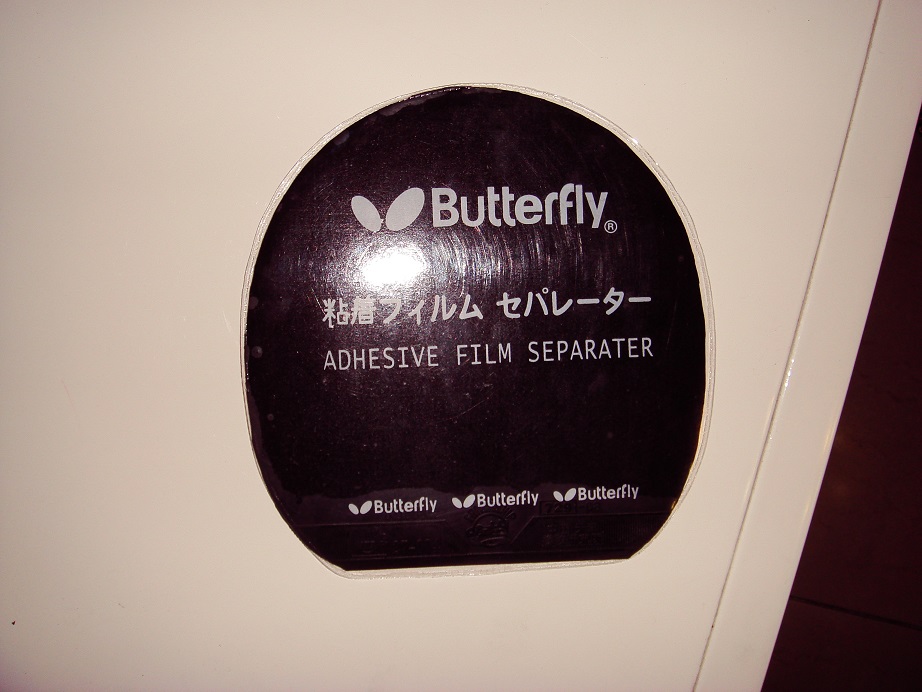 Butterfly®
粘着フィルム セパレーター
ADHESIVE FILM SEPARATER
Butterfly Butterfly Butterfly